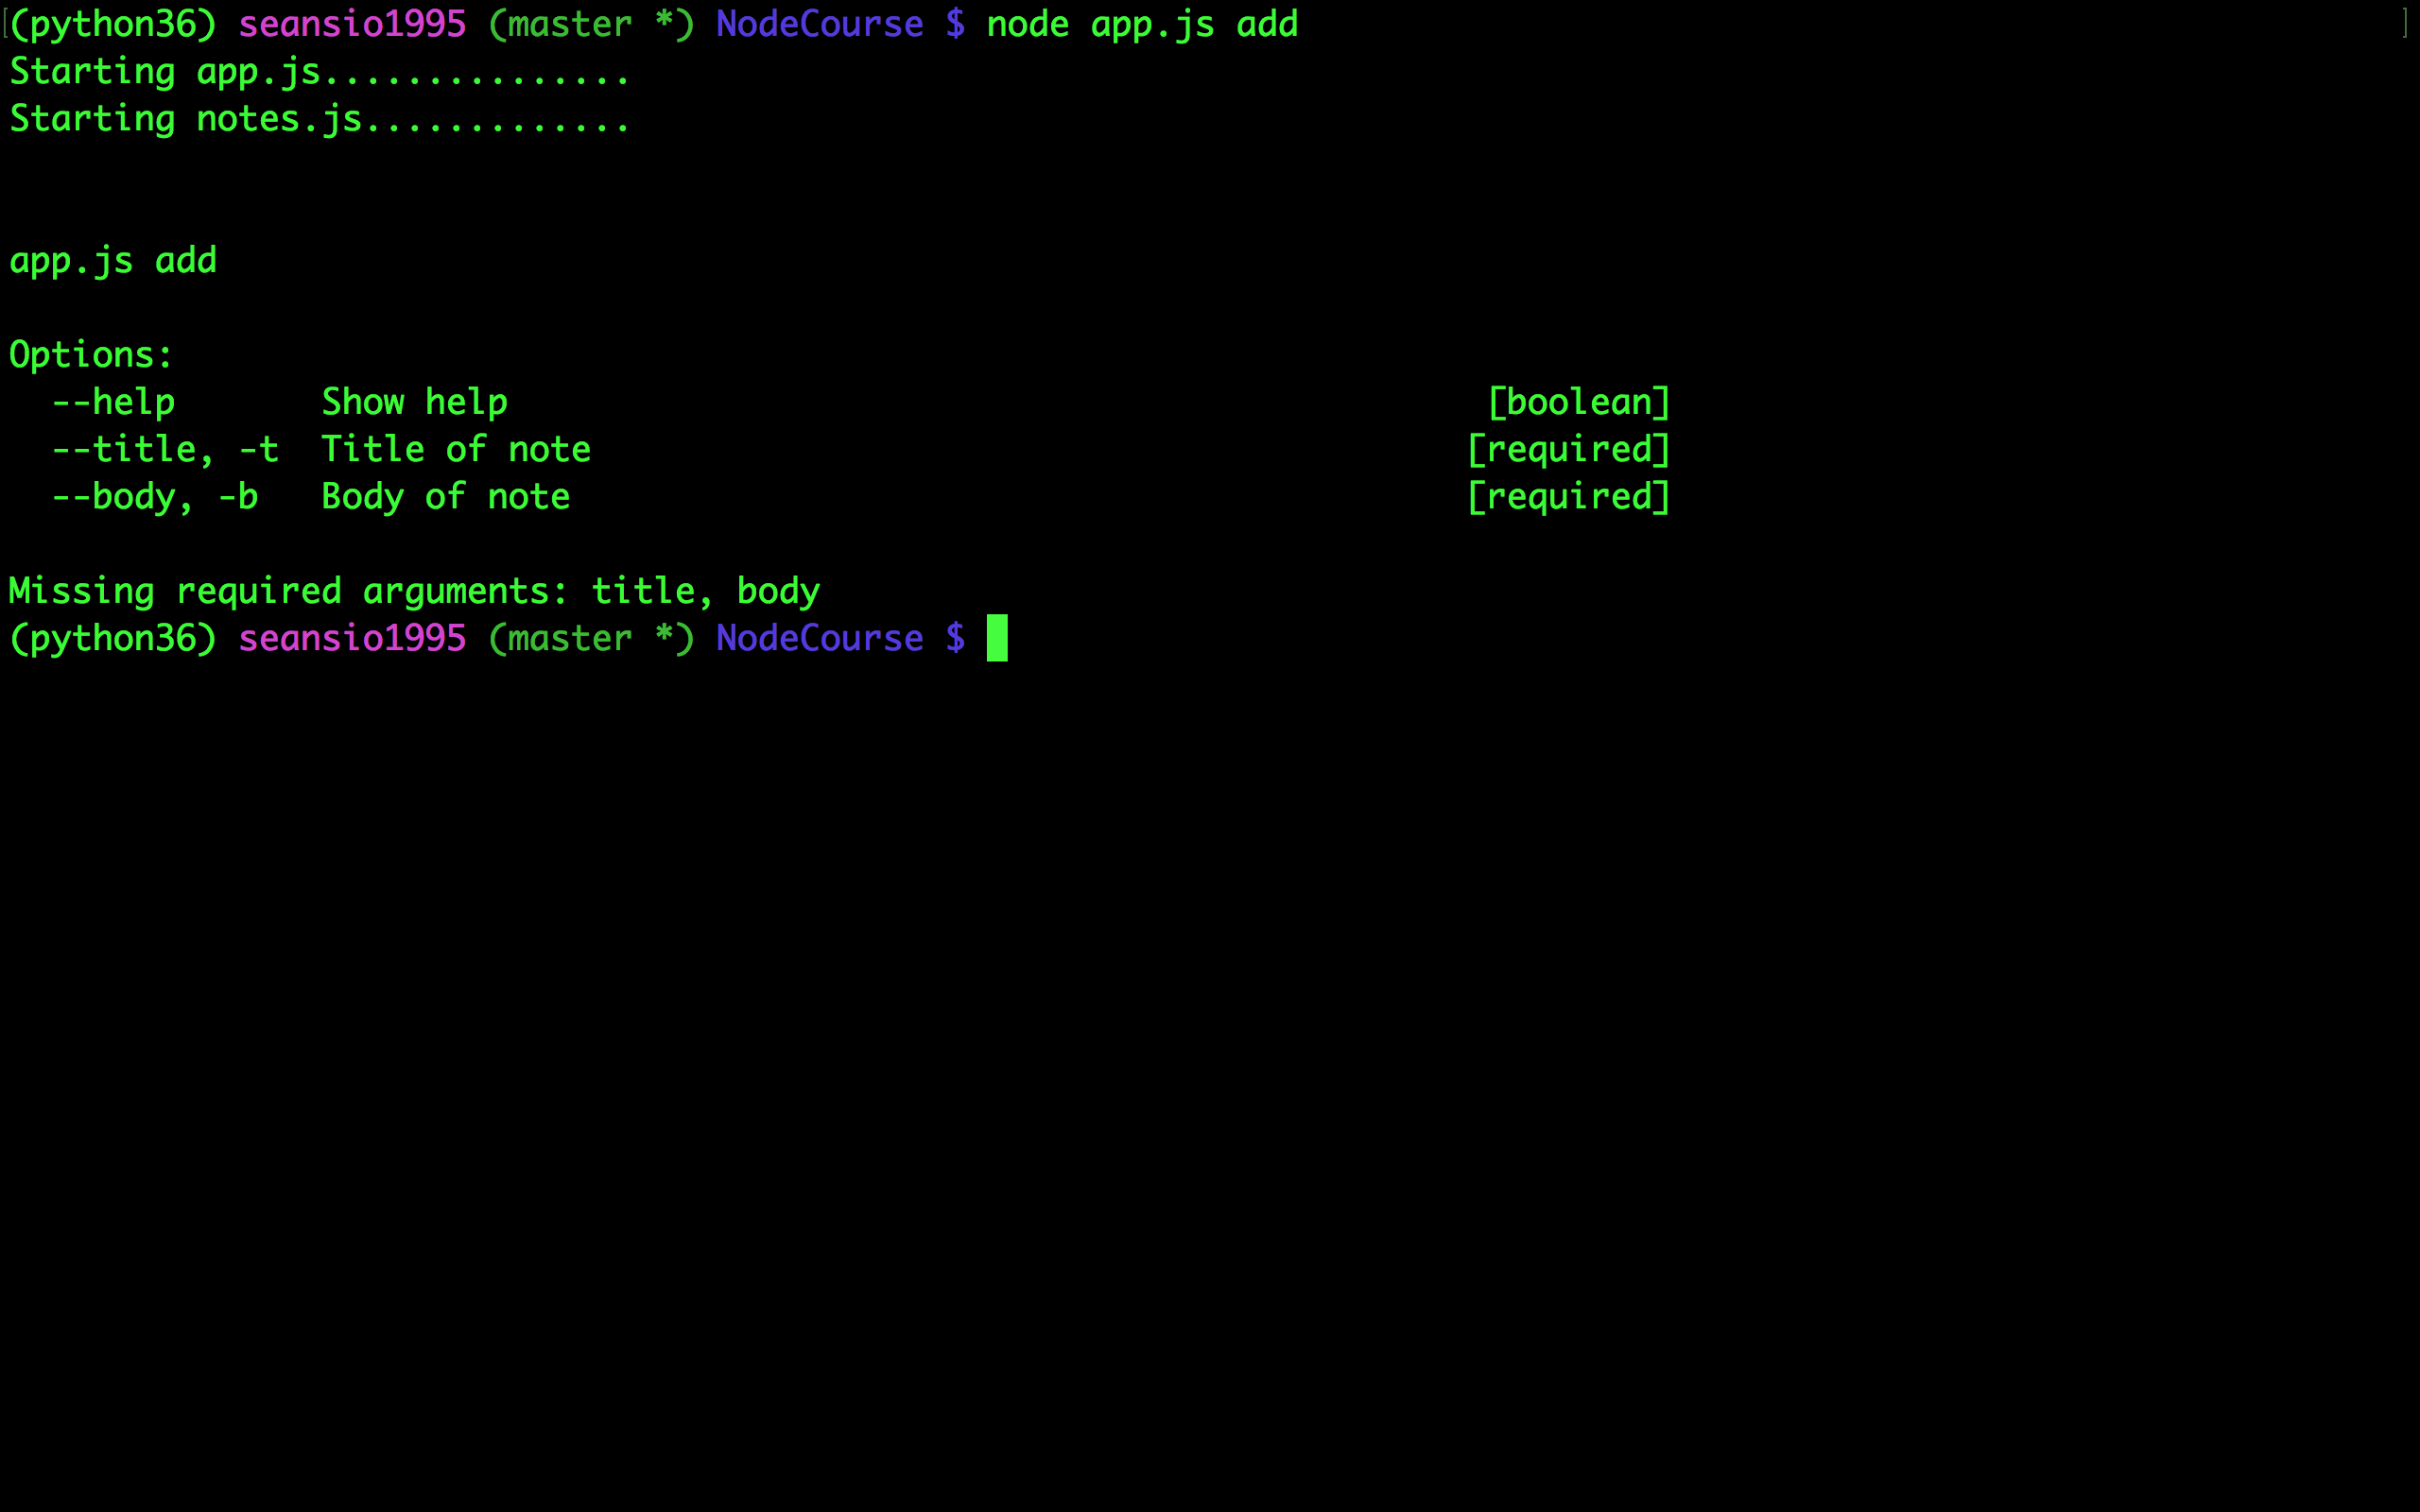 (python36) seansio1995 (master *) NodeCourse $ node app.js add
Starting app.js...............
Starting notes.js.............
app.js add
Options:
  --help       Show help                                               [boolean]
  --title, -t  Title of note                                          [required]
  --body, -b   Body of note                                           [required]
Missing required arguments: title, body
(python36) seansio1995 (master *) NodeCourse $